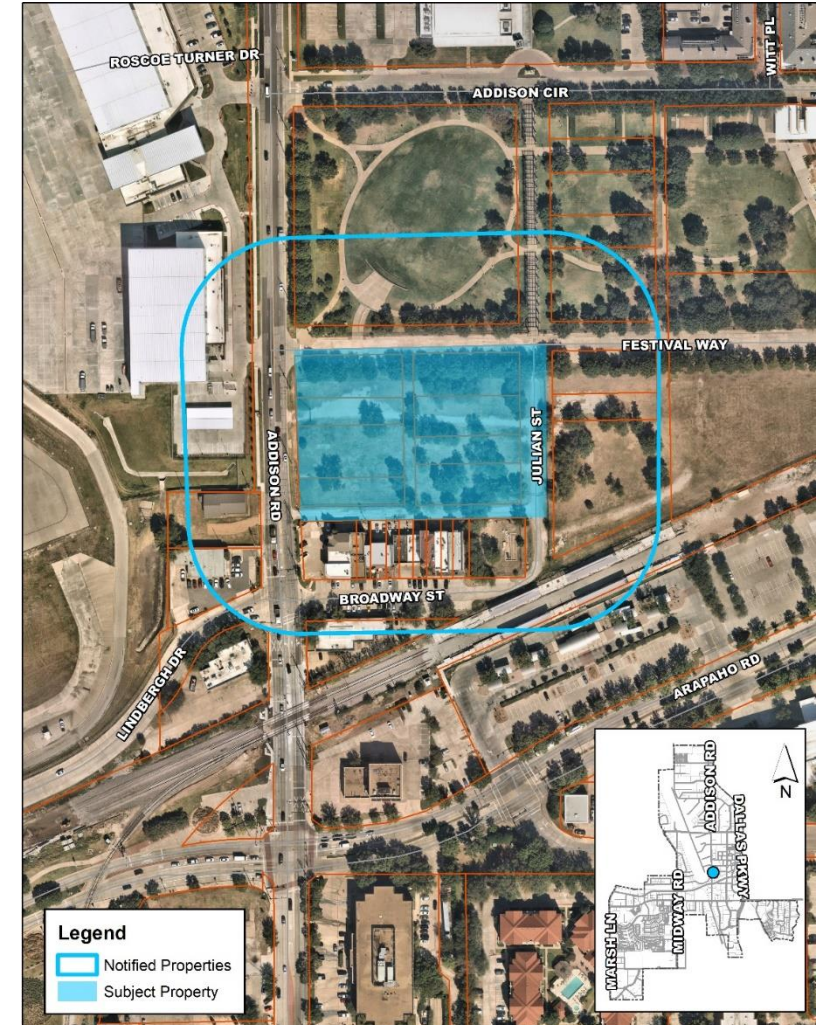 ROSCOE TURNER DR
WITT PL
ADDISON CIR
FESTIVAL WAY
ADDISON RD
JULIAN ST
BROADWAY ST
LINDBERGH DR
ARAPAHO RD
Legend
Notified Properties
Subject Property
ADDISON RD
DALLAS PKWY
MIDWAY RD
MARSH LN
N